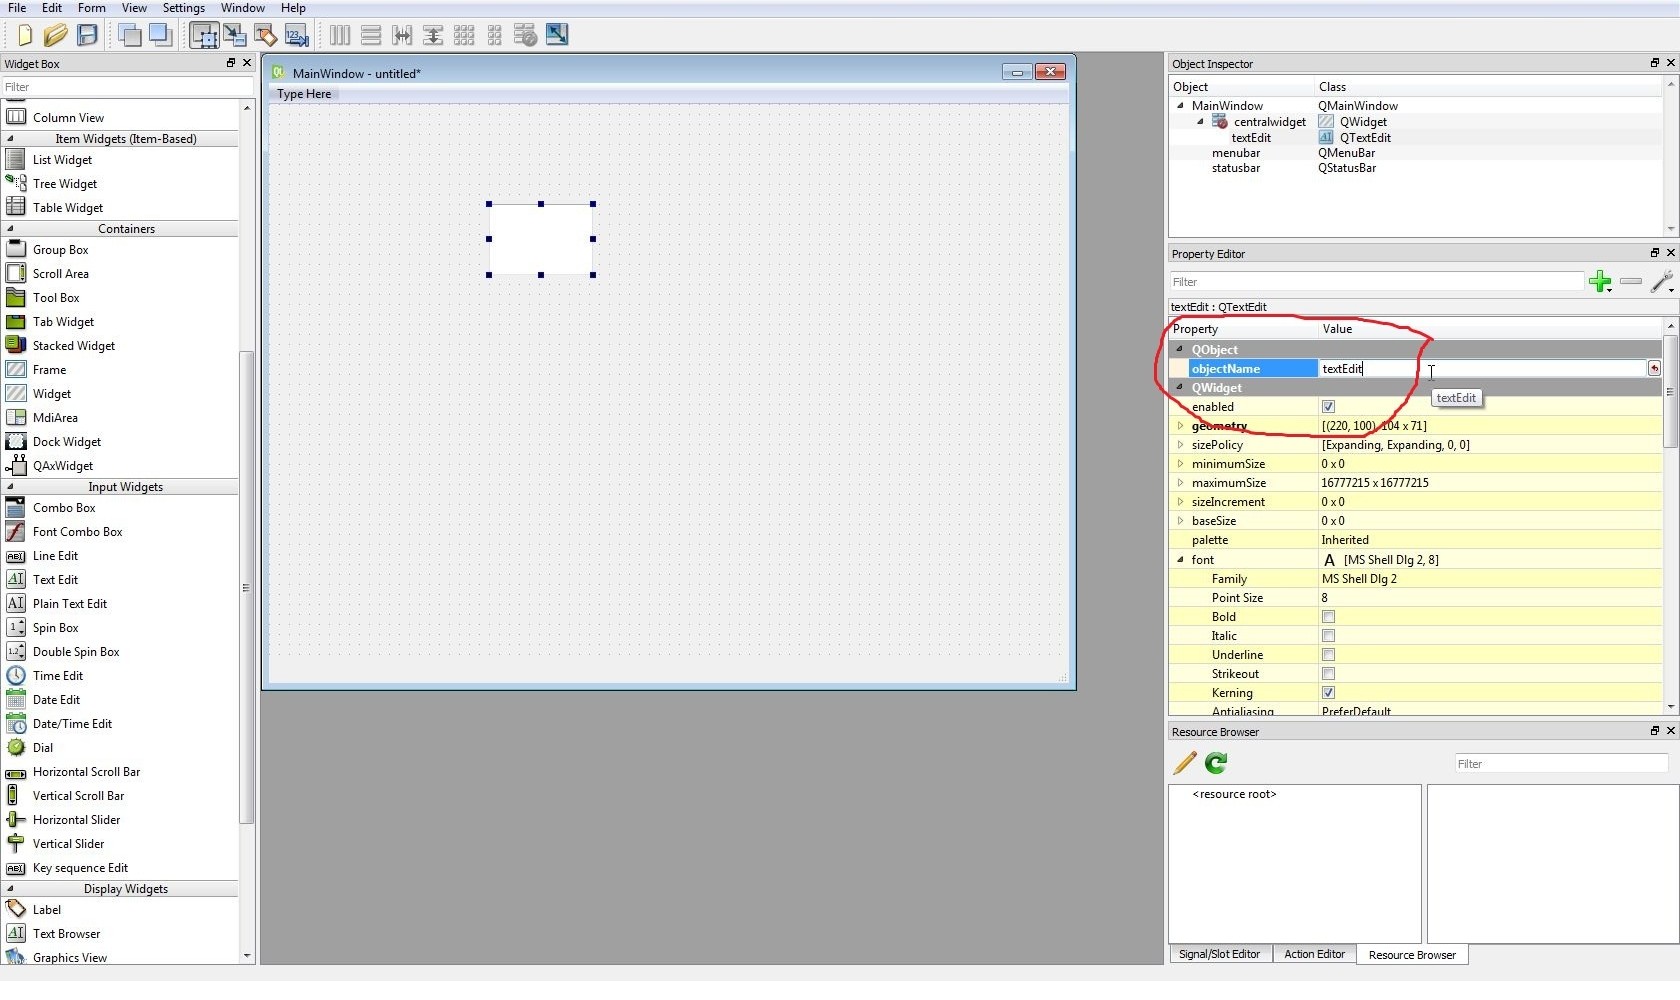 File Edit Form View Settings Window Help
Widget Box
Filter
Column View
Item Widgets (Item-Based)
List Widget
Tree Widget
Table Widget
Containers
Group Box
Scroll Area
Tool Box
Tab Widget
Stacked Widget
Frame
Widget
MdiArea
Dock Widget
QAxWidget
Input Widgets
Combo Box
Font Combo Box
Line Edit
Text Edit
Plain Text Edit
Spin Box
Double Spin Box
Time Edit
Date Edit
Date/Time Edit
Dial
Horizontal Scroll Bar
Vertical Scroll Bar
Horizontal Slider
Vertical Slider
Key sequence Edit
Display Widgets
Label
Text Browser
Graphics View
MainWindow - untitled*
Type Here
Object Inspector
Object Class
MainWindow QMainWindow
centralwidget QWidget
textEdit QTextEdit
menubar QMenuBar
statusbar QStatusBar
Property Editor
Filter
textEdit : QTextEdit
Property Value
QObject
objectName textEdit
QWidget
textEdit
enabled
geometry [(220, 100), 104 x 71]
sizePolicy [Expanding, Expanding, 0, 0]
minimumSize 0 x 0
maximumSize 16777215 x 16777215
sizeIncrement 0 x 0
baseSize 0 x 0
palette Inherited
font A [MS Shell Dlg 2, 8]
Family MS Shell Dlg 2
Point Size 8
Bold
Italic
Underline
Strikeout
Kerning
Antialiasing PreferDefault
Resource Browser
Filter
<resource root>
Signal/Slot Editor Action Editor Resource Browser